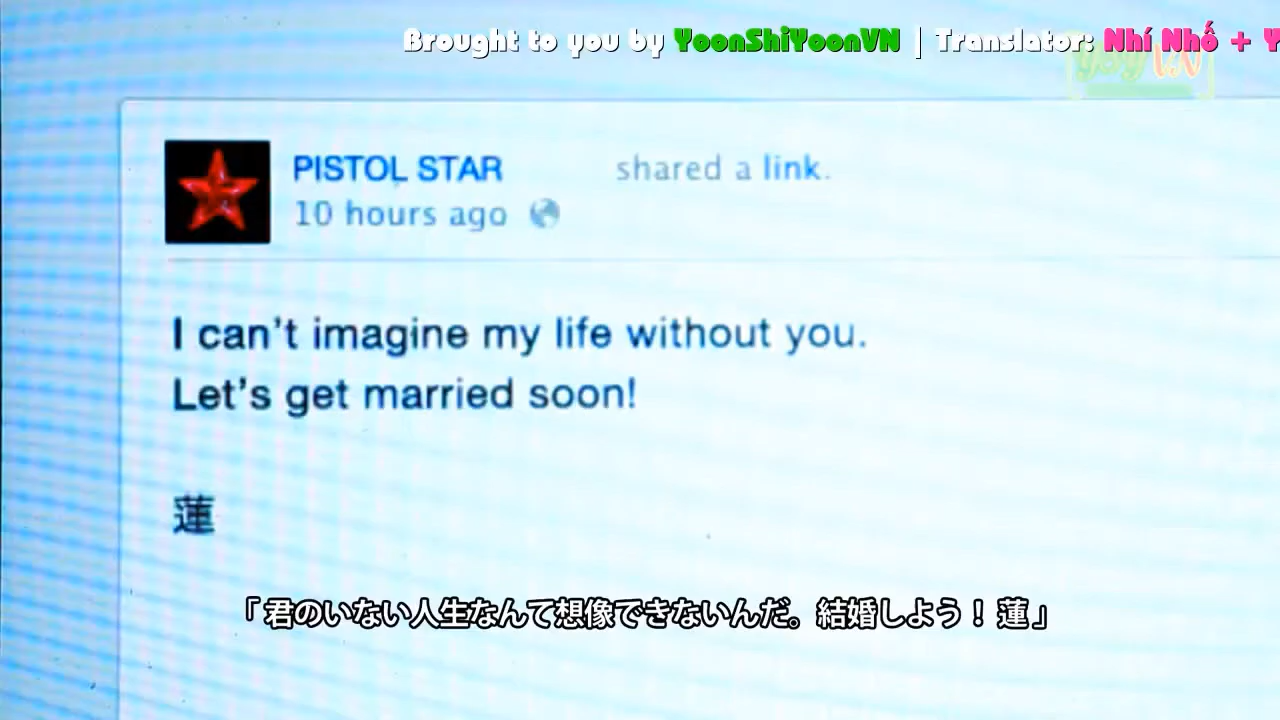 Brought to you by YoonShiYoonVN | Translator: Nhí Nhố +
PISTOL STAR shared a link.
10 hours ago
I can't imagine my life without you.
Let's get married soon!
蓮
「君のいない人生なんて想像できないんだ。結婚しよう！ 蓮」